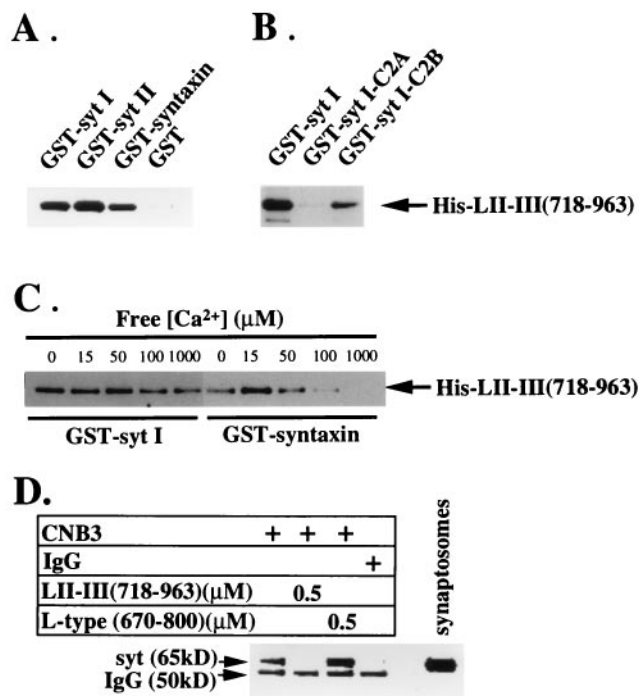 A .
GST-syt I
GST-syt II
GST-syntaxin
GST
B .
GST-syt I
GST-syt I-C2A
GST-syt I-C2B
His-LII-III(718-963)
C .
Free [Ca²⁺] (μM)
0 15 50 100 1000 0 15 50 100 1000
His-LII-III(718-963)
GST-syt I GST-syntaxin
D.
CNB3 + + +
IgG +
LII-III(718-963)(μM) 0.5
L-type (670-800)(μM) 0.5
synaptosomes
syt (65kD)
IgG (50kD)